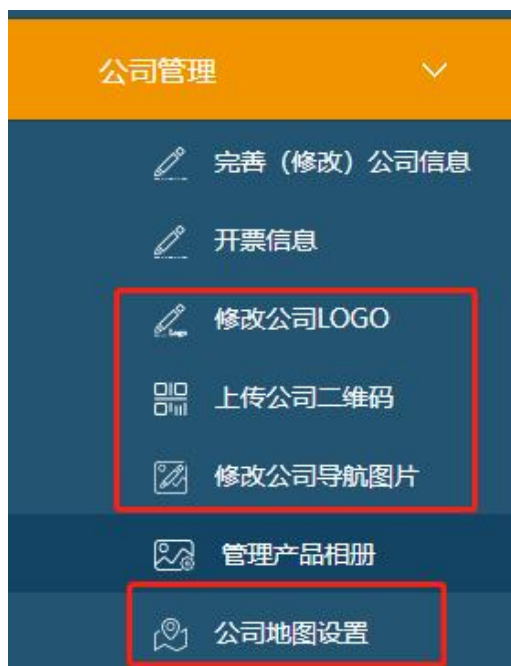 公司管理
完善（修改）公司信息
开票信息
修改公司LOGO
上传公司二维码
修改公司导航图片
管理产品相册
公司地图设置